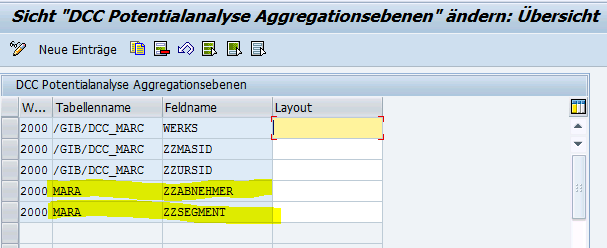 Sicht "DCC Potentialanalyse Aggregationsebenen" ändern: Übersicht
Neue Einträge
DCC Potentialanalyse Aggregationsebenen
W... Tabellenname Feldname Layout
2000 /GIB/DCC_MARC WERKS
2000 /GIB/DCC_MARC ZZMASID
2000 /GIB/DCC_MARC ZZURSID
2000 MARA ZZABNEHMER
2000 MARA ZZSEGMENT